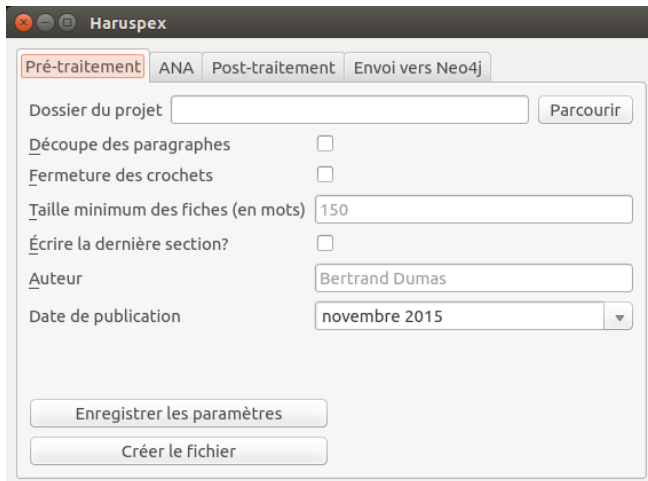 Haruspex
Pré-traitement ANA Post-traitement Envoi vers Neo4j
Dossier du projet Parcourir
Découpe des paragraphes
Fermeture des crochets
Taille minimum des fiches (en mots) 150
Écrire la dernière section?
Auteur Bertrand Dumas
Date de publication novembre 2015
Enregistrer les paramètres
Créer le fichier